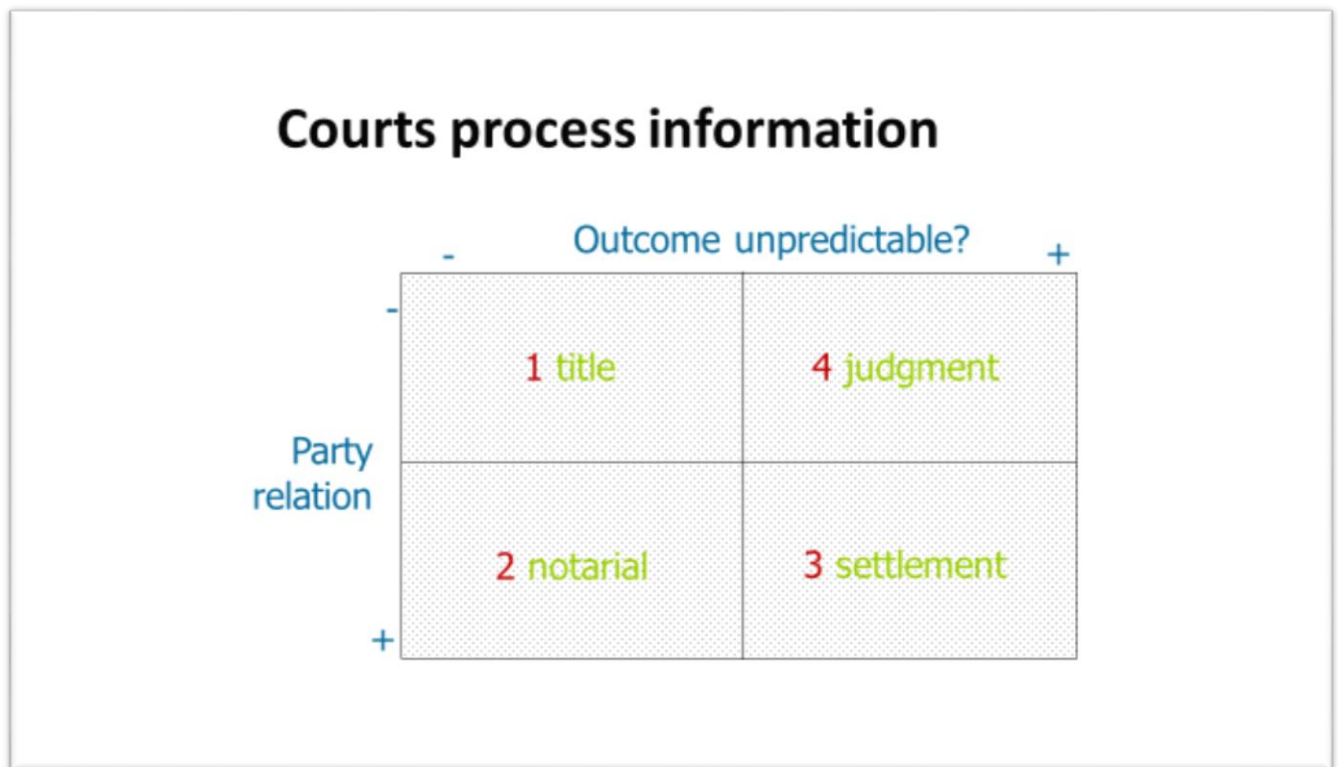 Courts process information
Outcome unpredictable?
- +
-
1 title 4 judgment
Party
relation
2 notarial 3 settlement
+